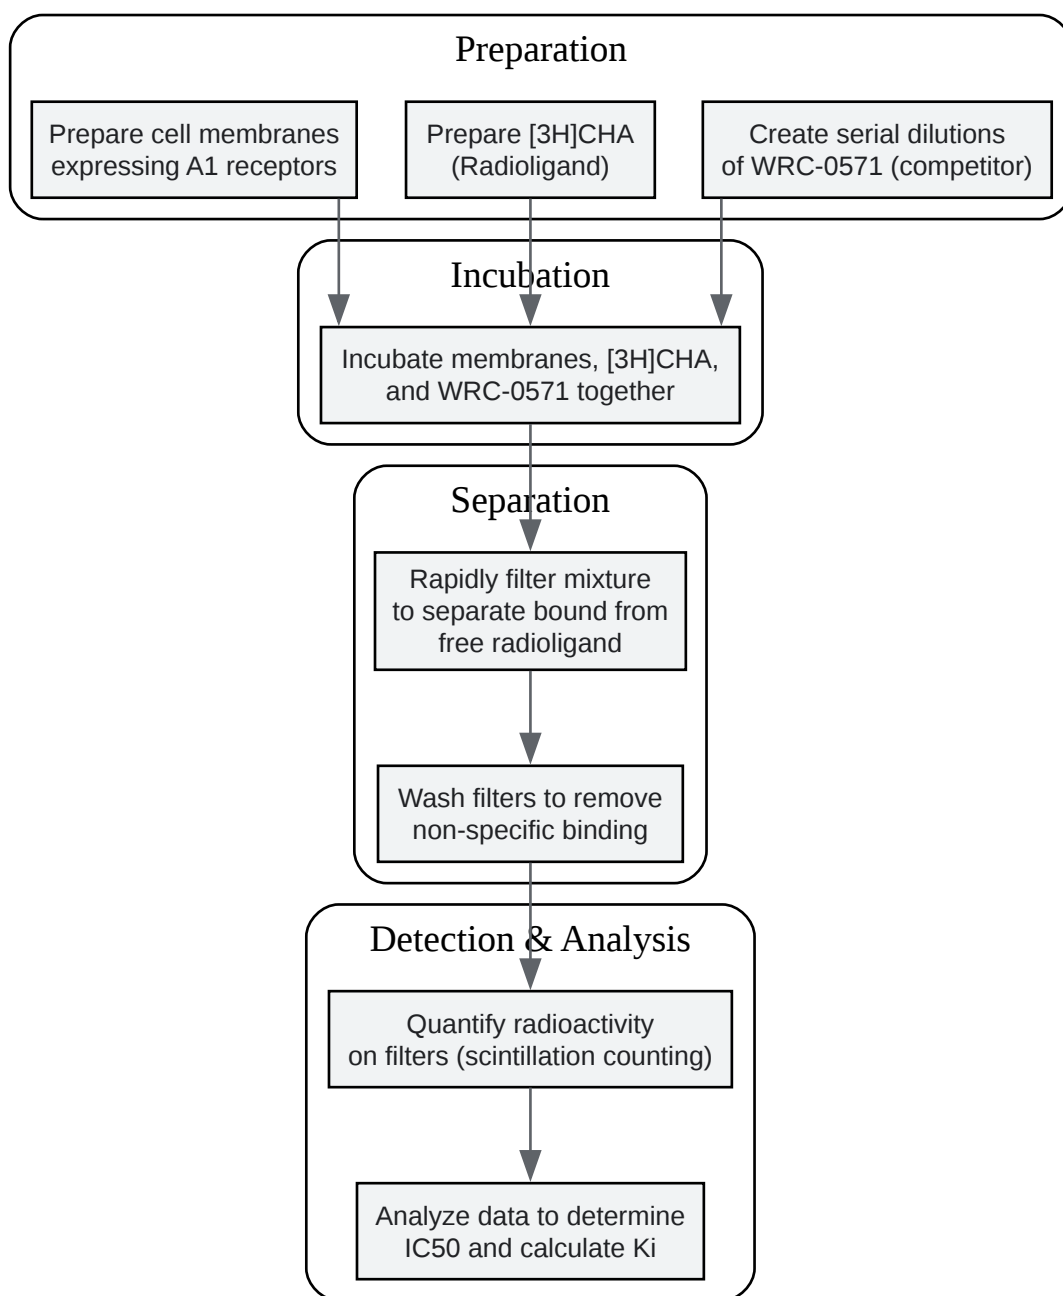 Preparation
Prepare cell membranes
expressing A1 receptors
Prepare [3H]CHA
(Radioligand)
Create serial dilutions
of WRC-0571 (competitor)
Incubation
Incubate membranes, [3H]CHA,
and WRC-0571 together
Separation
Rapidly filter mixture
to separate bound from
free radioligand
Wash filters to remove
non-specific binding
Detection & Analysis
Quantify radioactivity
on filters (scintillation counting)
Analyze data to determine
IC50 and calculate Ki